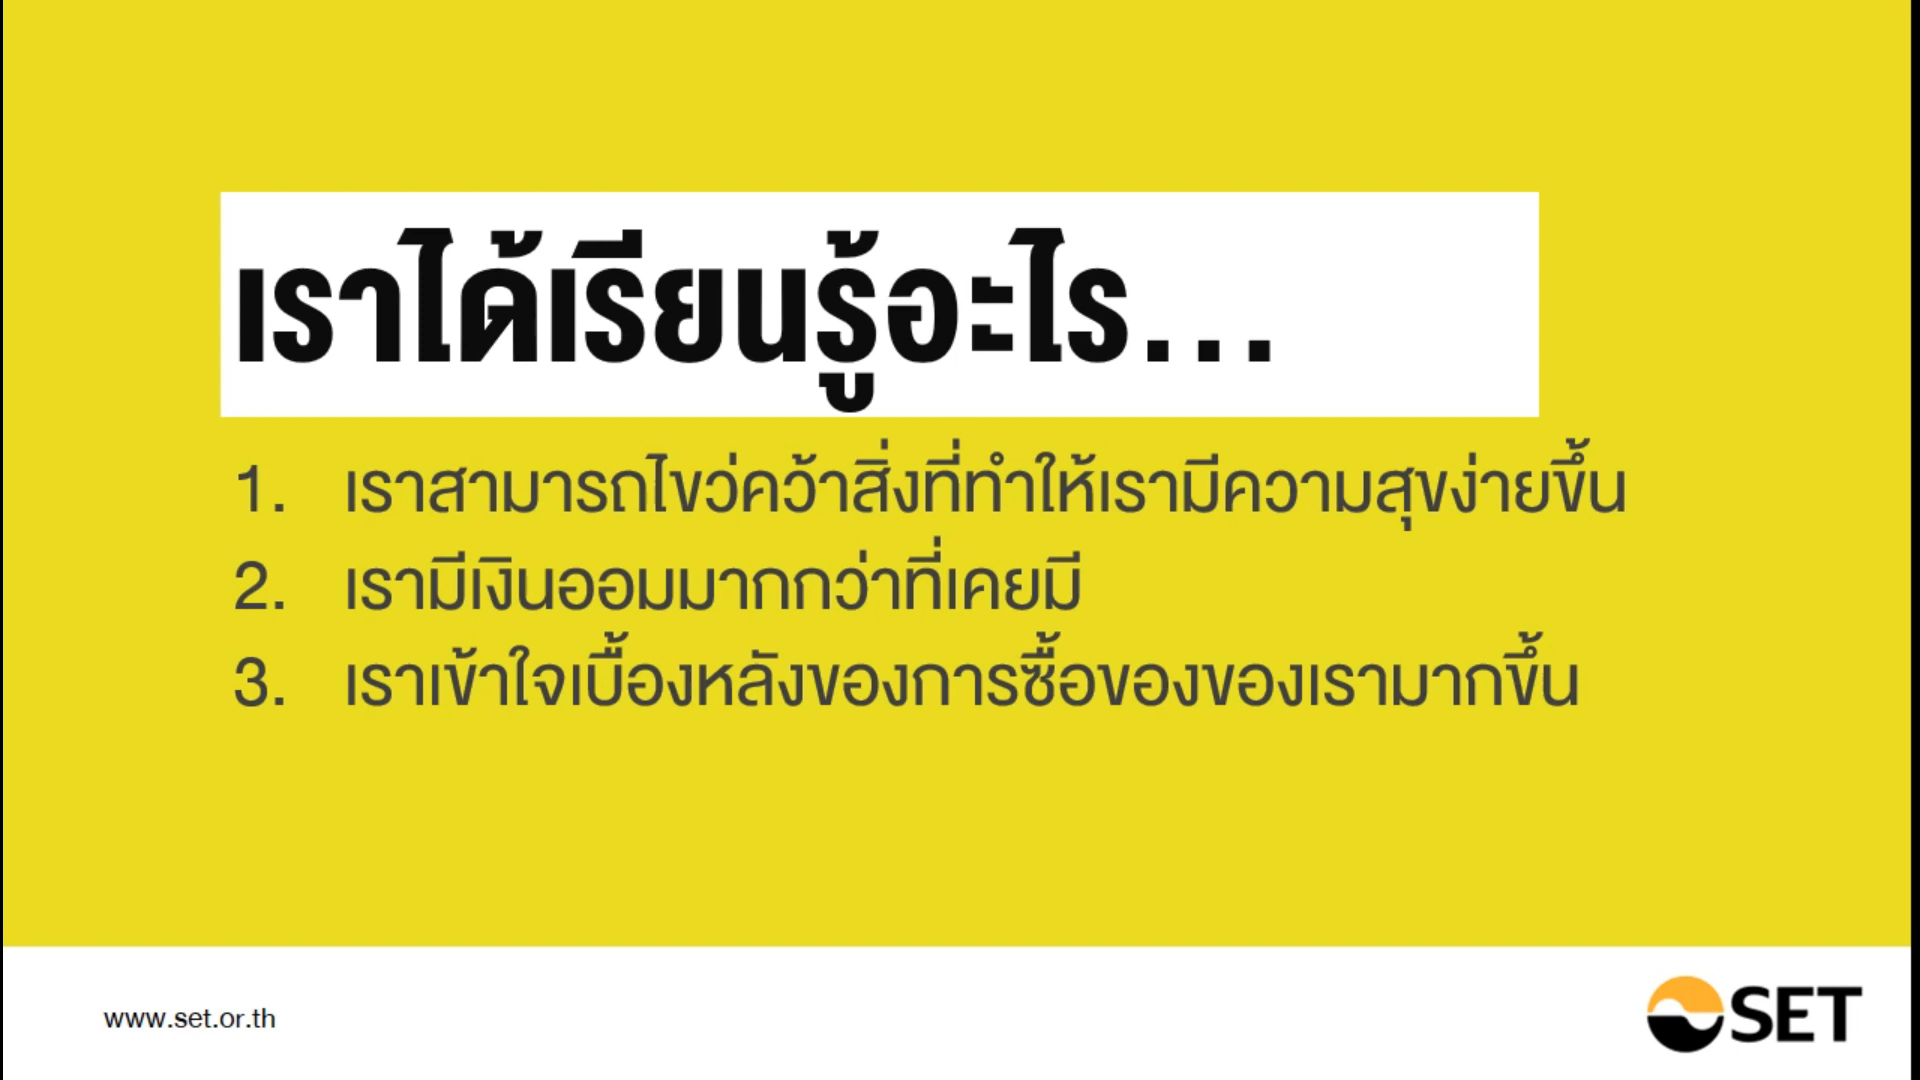 เราได้เรียนรู้อะไร...
1. เราสามารถไขว่คว้าสิ่งที่ทำให้เรามีความสุขง่ายขึ้น
2. เรามีเงินออมมากกว่าที่เคยมี
3. เราเข้าใจเบื้องหลังของการซื้อของของเรามากขึ้น
www.set.or.th
SET